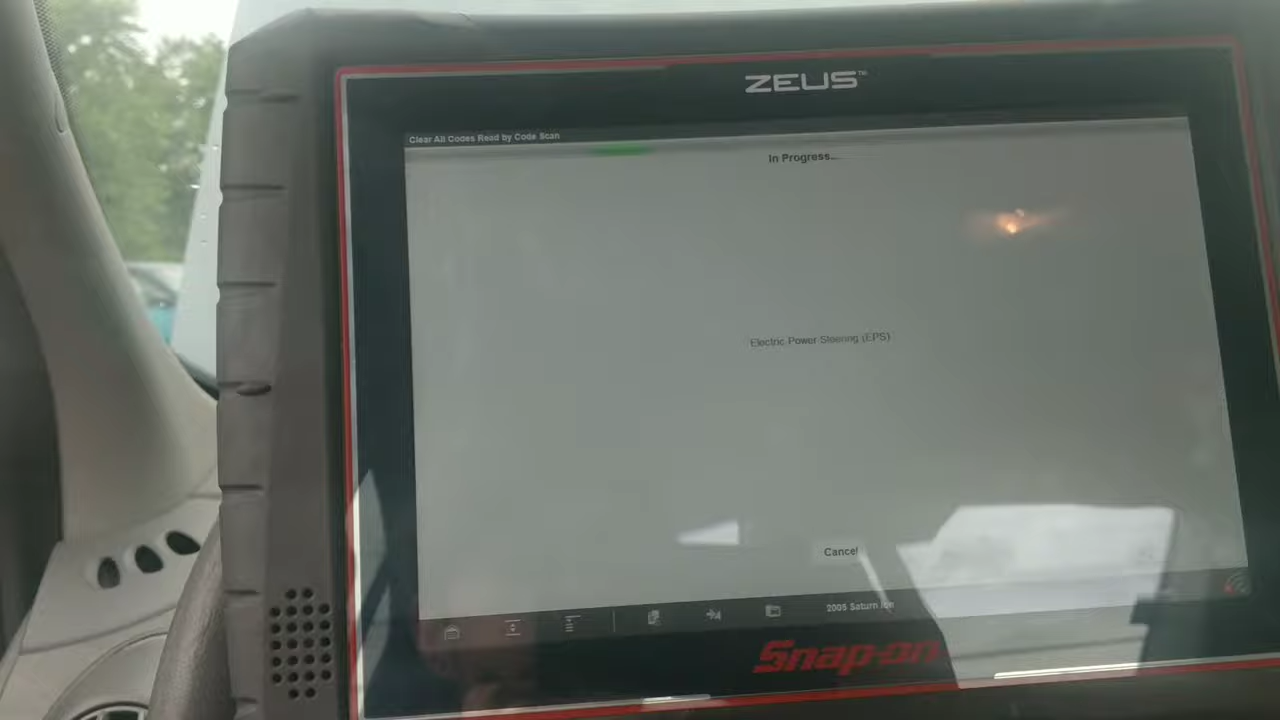 ZEUS™
Clear All Codes Read by Code Scan
In Progress...
Electric Power Steering (EPS)
Cancel
2005 Saturn Ion
Snap-on